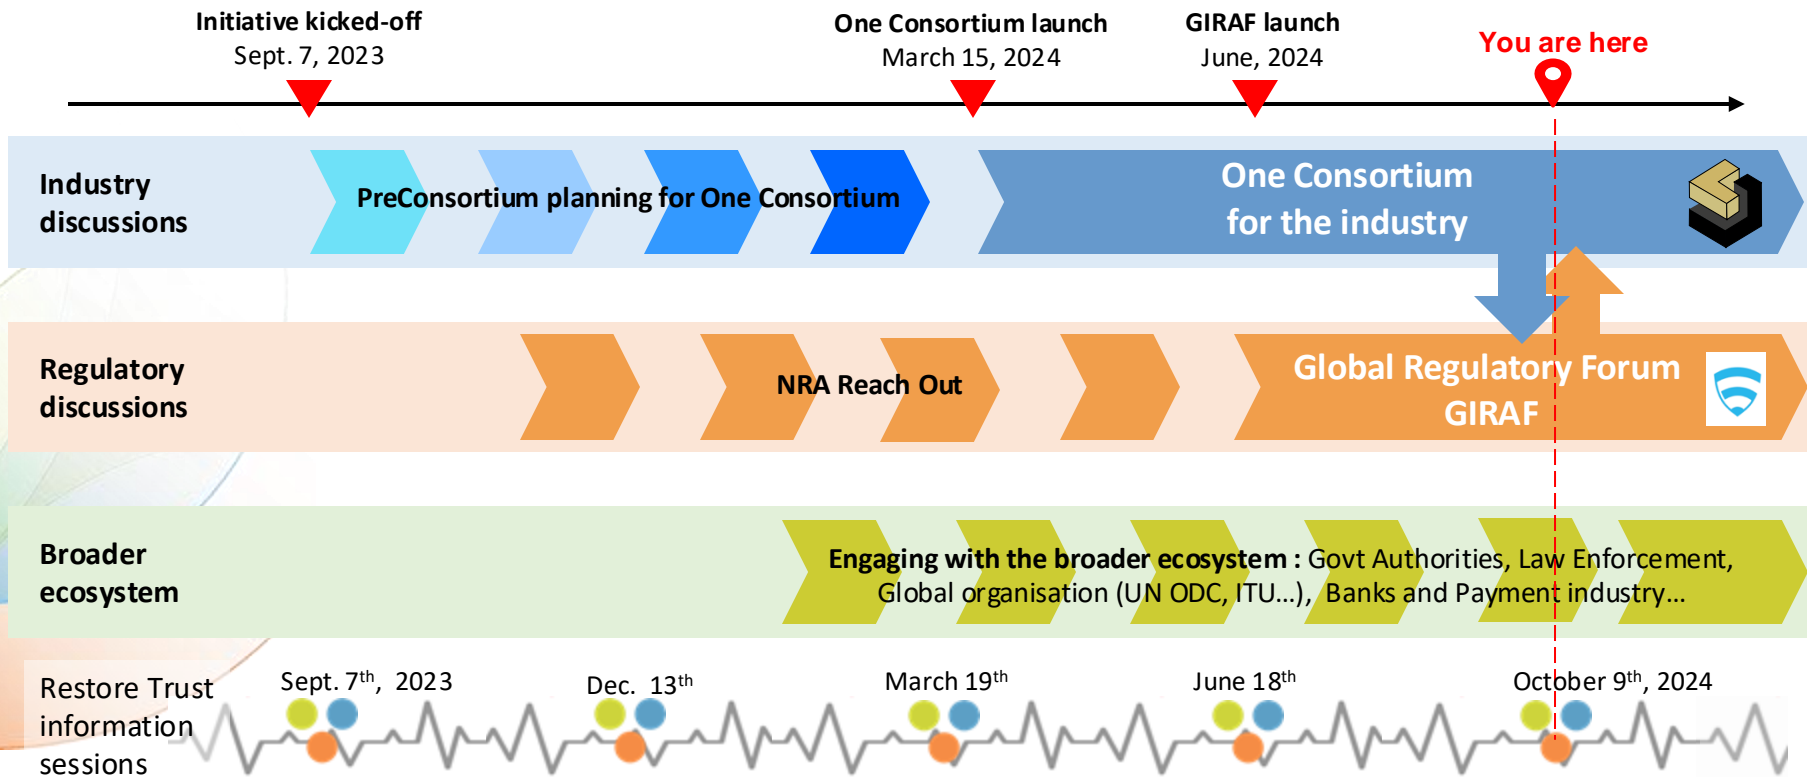 Initiative kicked-off
Sept. 7, 2023
One Consortium launch
March 15, 2024
GIRAF launch
June, 2024
You are here
Industry
discussions
PreConsortium planning for One Consortium
One Consortium
for the industry
Regulatory
discussions
NRA Reach Out
Global Regulatory Forum
GIRAF
Broader
ecosystem
Engaging with the broader ecosystem : Govt Authorities, Law Enforcement,
Global organisation (UN ODC, ITU...), Banks and Payment industry...
Restore Trust
information
sessions
Sept. 7th, 2023
Dec. 13th
March 19th
June 18th
October 9th, 2024